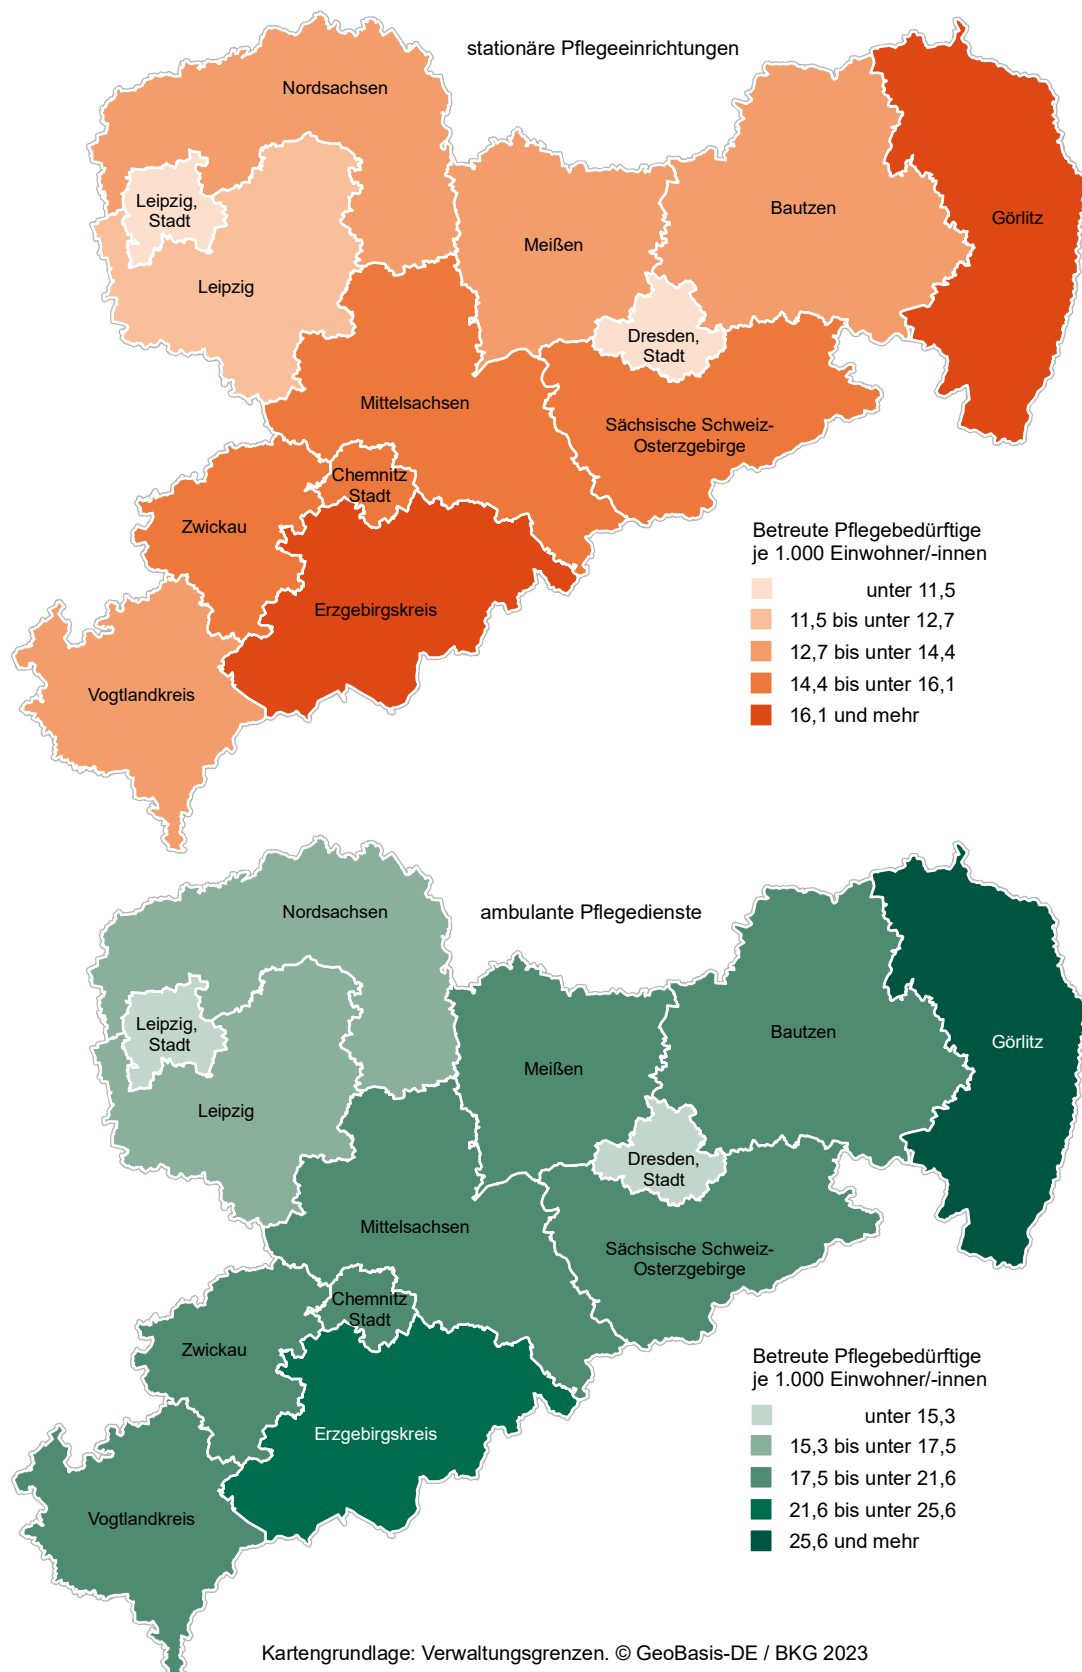 stationäre Pflegeeinrichtungen
Nordsachsen
Leipzig,
Stadt
Bautzen
Görlitz
Meißen
Leipzig
Dresden,
Stadt
Mittelsachsen
Sächsische Schweiz-
Osterzgebirge
Chemnitz
Stadt
Zwickau
Erzgebirgskreis
Vogtlandkreis
Betreute Pflegebedürftige
je 1.000 Einwohner/-innen
unter 11,5
11,5 bis unter 12,7
12,7 bis unter 14,4
14,4 bis unter 16,1
16,1 und mehr
ambulante Pflegedienste
Nordsachsen
Leipzig,
Stadt
Bautzen
Görlitz
Meißen
Leipzig
Dresden,
Stadt
Mittelsachsen
Sächsische Schweiz-
Osterzgebirge
Chemnitz
Stadt
Zwickau
Erzgebirgskreis
Vogtlandkreis
Betreute Pflegebedürftige
je 1.000 Einwohner/-innen
unter 15,3
15,3 bis unter 17,5
17,5 bis unter 21,6
21,6 bis unter 25,6
25,6 und mehr
Kartengrundlage: Verwaltungsgrenzen. © GeoBasis-DE / BKG 2023